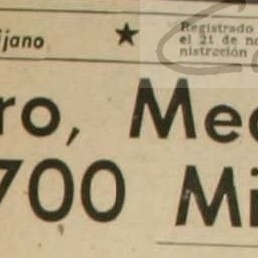 ijano ★ Registrado
el 21 de no
nistración
ro, Med
700 Mi